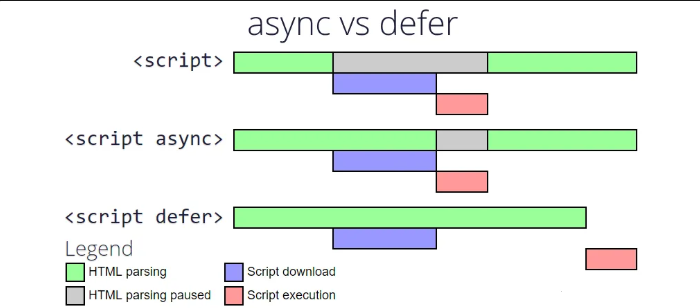 async vs defer
<script>
<script async>
<script defer>
Legend
HTML parsing
Script download
HTML parsing paused
Script execution